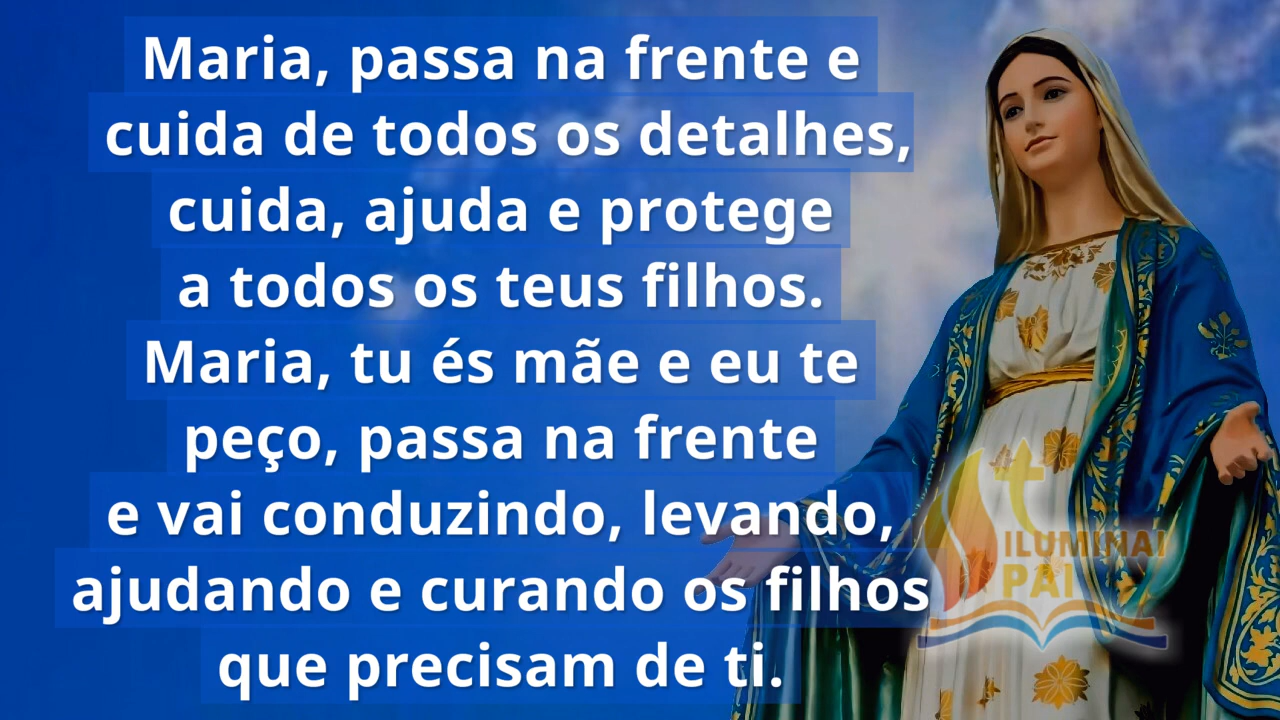 Maria, passa na frente e
cuida de todos os detalhes,
cuida, ajuda e protege
a todos os teus filhos.
Maria, tu és mãe e eu te
peço, passa na frente
e vai conduzindo, levando,
ajudando e curando os filhos
que precisam de ti.
ILUMINAI
PAI